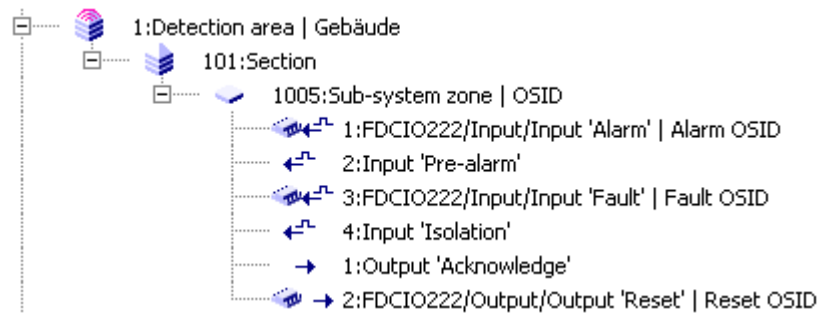 1:Detection area | Gebäude
101:Section
1005:Sub-system zone | OSID
1:FDCIO222/Input/Input 'Alarm' | Alarm OSID
2:Input 'Pre-alarm'
3:FDCIO222/Input/Input 'Fault' | Fault OSID
4:Input 'Isolation'
1:Output 'Acknowledge'
2:FDCIO222/Output/Output 'Reset' | Reset OSID